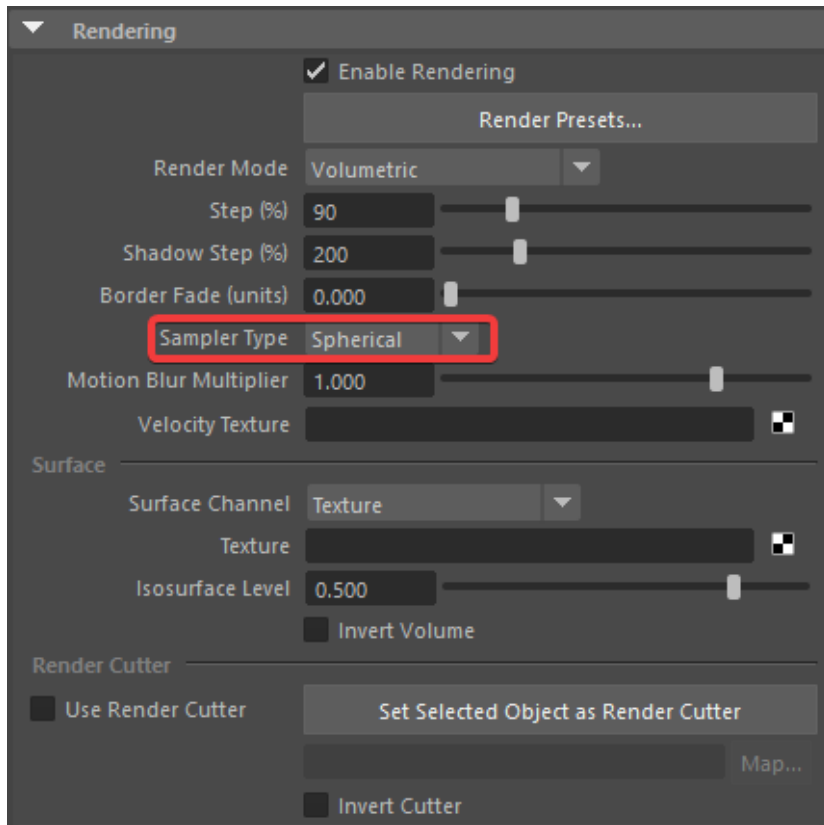 Rendering
Enable Rendering
Render Presets...
Render Mode Volumetric
Step (%) 90
Shadow Step (%) 200
Border Fade (units) 0.000
Sampler Type Spherical
Motion Blur Multiplier 1.000
Velocity Texture
Surface
Surface Channel Texture
Texture
Isosurface Level 0.500
Invert Volume
Render Cutter
Use Render Cutter Set Selected Object as Render Cutter
Map...
Invert Cutter